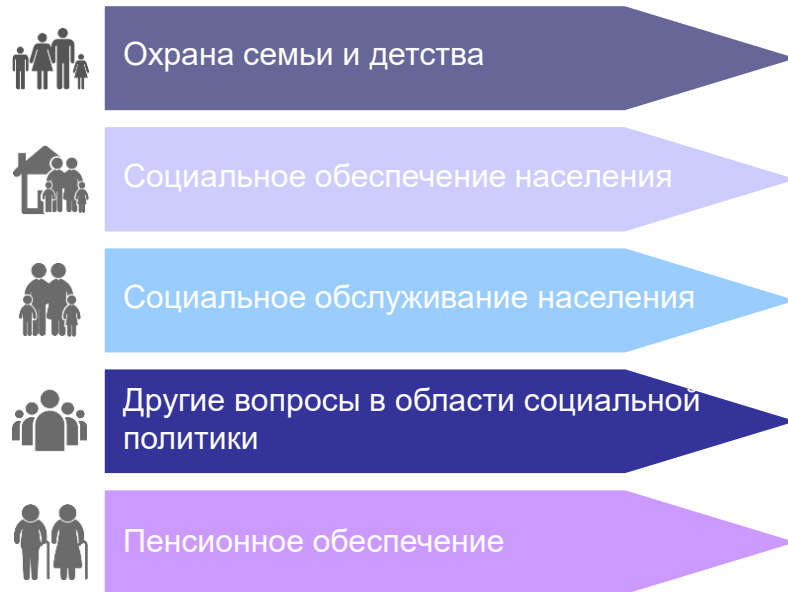 Охрана семьи и детства
Социальное обеспечение населения
Социальное обслуживание населения
Другие вопросы в области социальной
политики
Пенсионное обеспечение